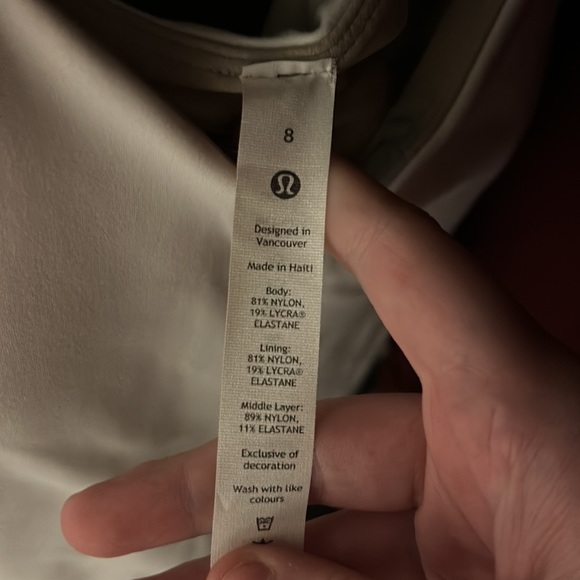 8
Designed in
Vancouver
Made in Haiti
Body:
81% NYLON,
19% LYCRA®
ELASTANE
Lining:
81% NYLON,
19% LYCRA®
ELASTANE
Middle Layer:
89% NYLON,
11% ELASTANE
Exclusive of
decoration
Wash with like
colours